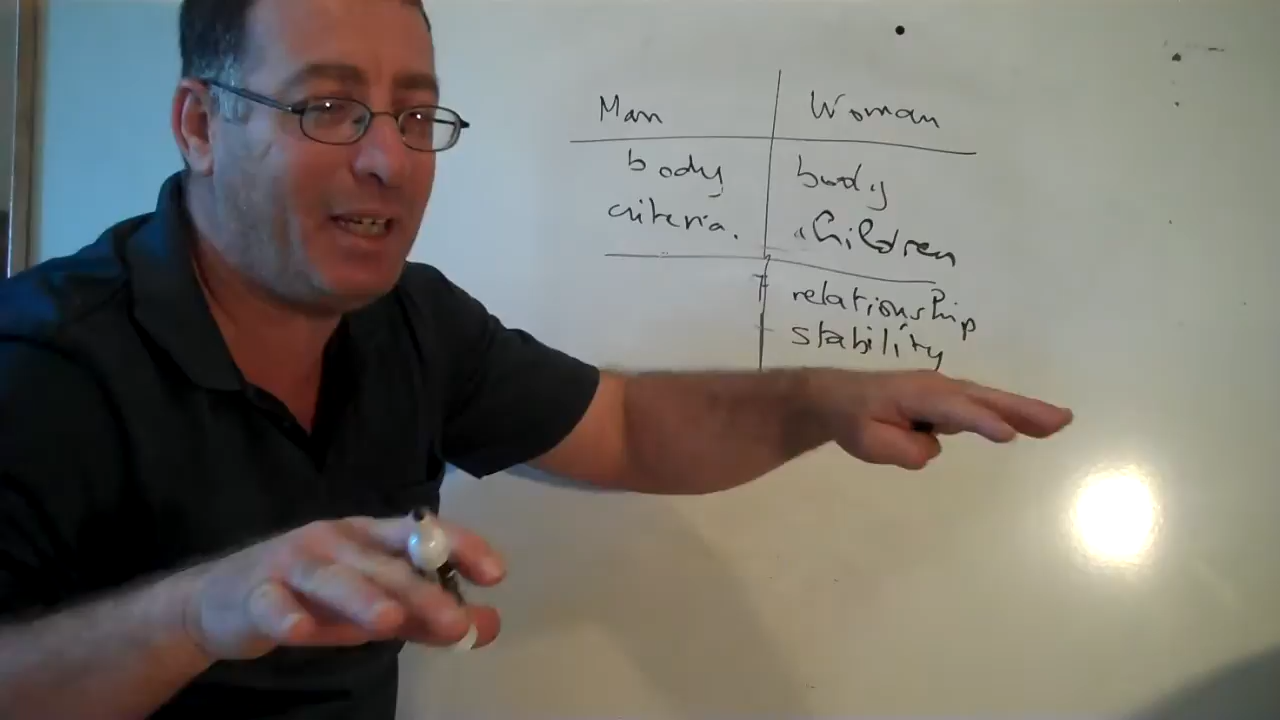 Man Woman
body body
criteria. children
relationship
stability